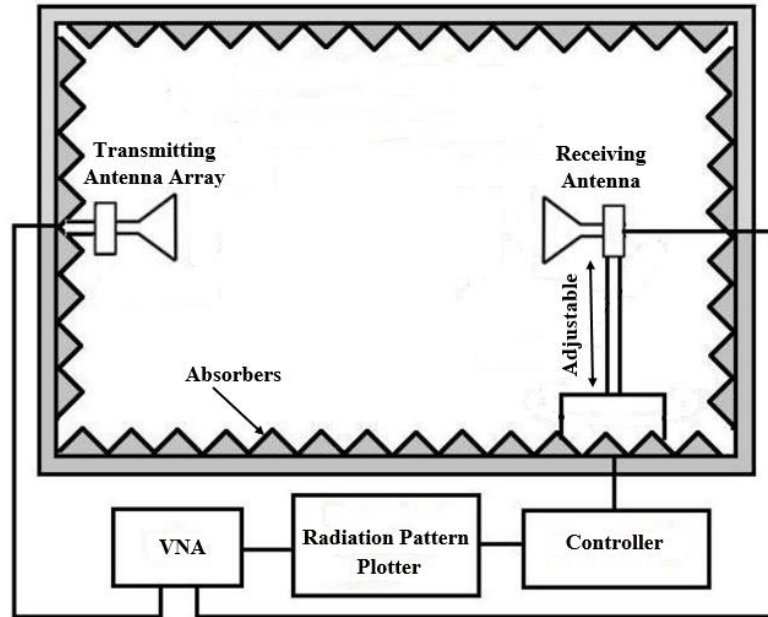 Transmitting
Antenna Array
Receiving
Antenna
Adjustable
Absorbers
VNA
Radiation Pattern
Plotter
Controller